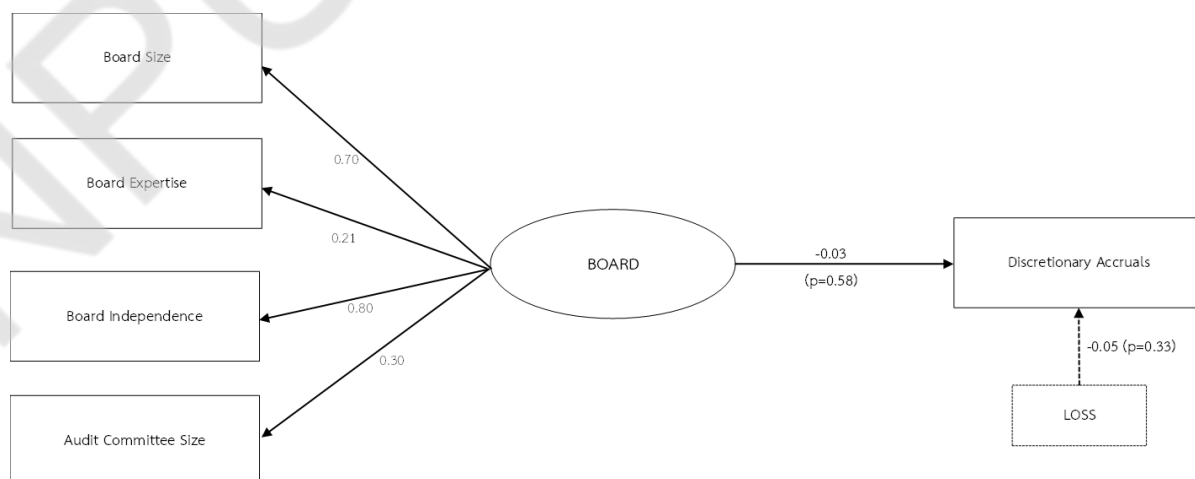 Board Size
0.70
Board Expertise
0.21
BOARD
-0.03
(p=0.58)
Discretionary Accruals
Board Independence
0.80
-0.05 (p=0.33)
0.30
Audit Committee Size
LOSS